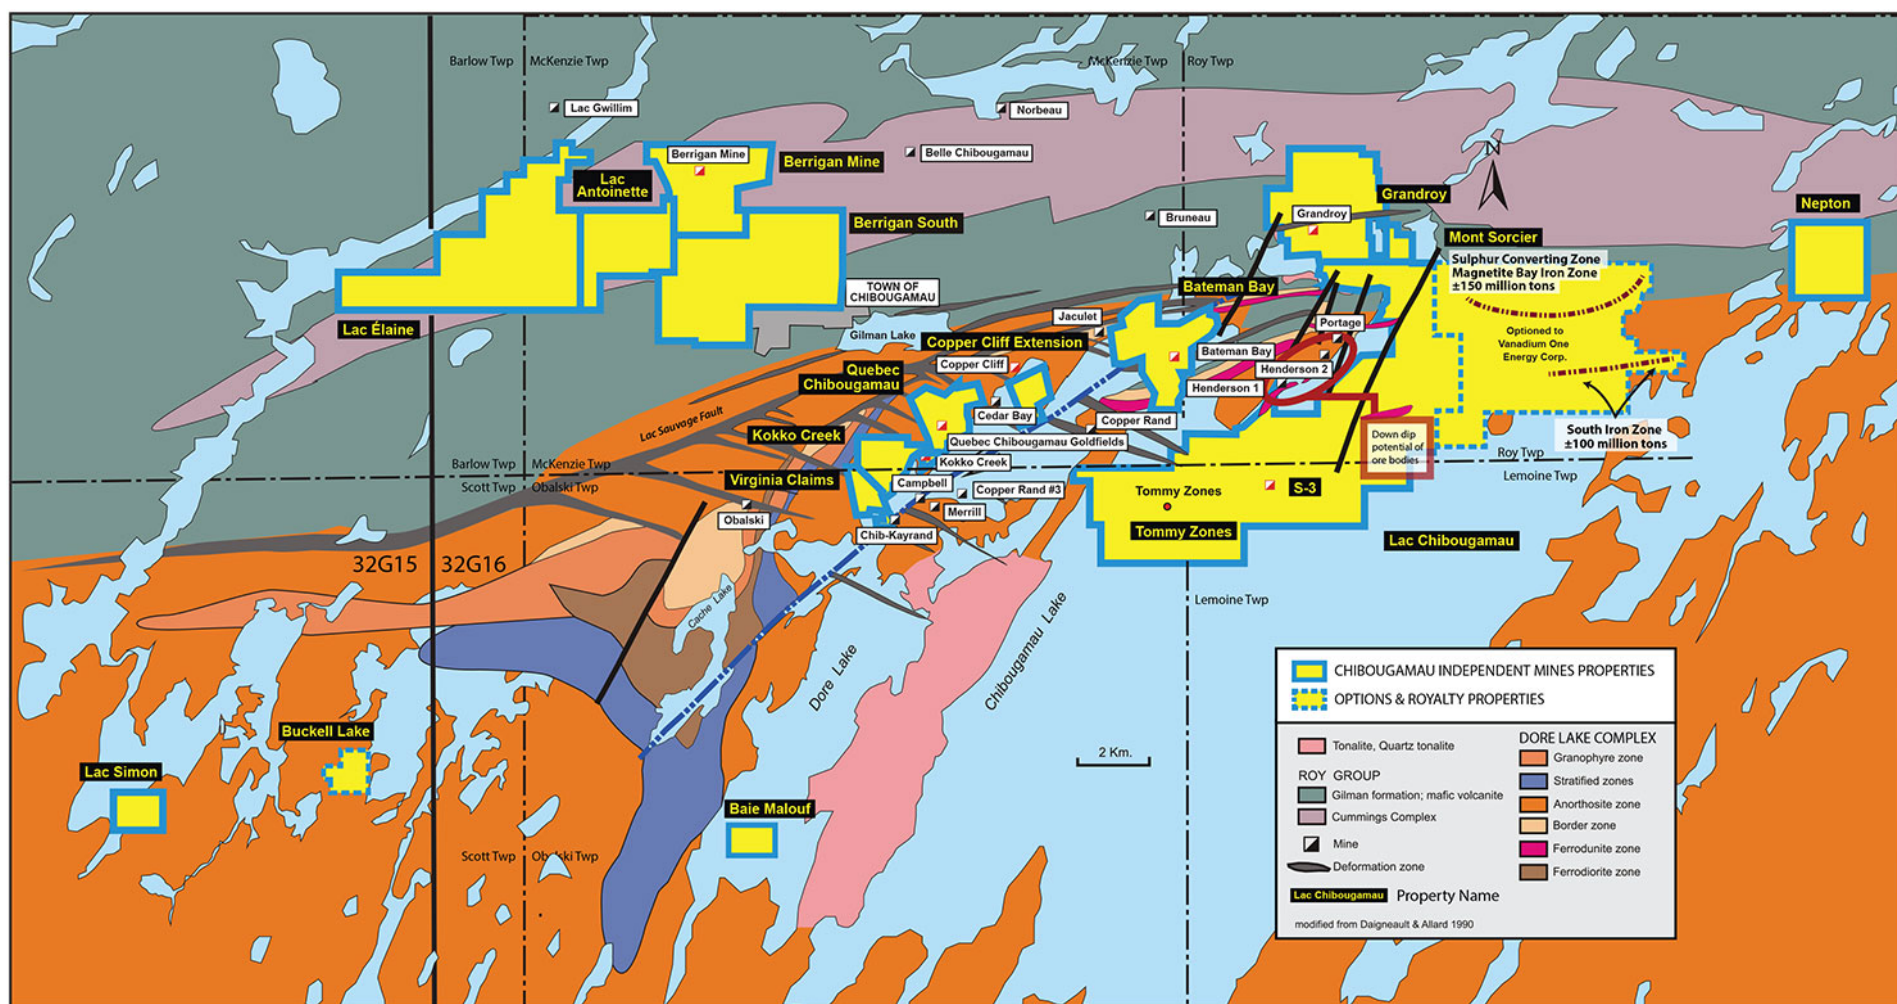 Barlow Twp
McKenzie Twp
McKenzie Twp
Roy Twp
Lac Gwillim
Norbeau
Berrigan Mine
Berrigan Mine
Belle Chibougamau
Lac
Antoinette
Berrigan South
Bruneau
Grandroy
Grandroy
N
Nepton
Mont Sorcier
Sulphur Converting Zone
Magnetite Bay Iron Zone
±150 million tons
Optioned to
Vanadium One
Energy Corp.
South Iron Zone
±100 million tons
TOWN OF
CHIBOUGAMAU
Bateman Bay
Lac Élaine
Gilman Lake
Jaculet
Portage
Copper Cliff Extension
Bateman Bay
Copper Cliff
Henderson 2
Quebec
Chibougamau
Henderson 1
Cedar Bay
Copper Rand
Lac Sauvage Fault
Kokko Creek
Quebec Chibougamau Goldfields
Down dip
potential of
ore bodies
Barlow Twp
McKenzie Twp
Kokko Creek
Roy Twp
Lemoine Twp
Scott Twp
Obalski Twp
Virginia Claims
Campbell
Copper Rand #3
Tommy Zones
S-3
Obalski
Merrill
Chib-Kayrand
Tommy Zones
Lac Chibougamau
32G15
32G16
Cache Lake
Dore Lake
Chibougamau Lake
Lemoine Twp
Buckell Lake
Lac Simon
Baie Malouf
2 Km.
Scott Twp
Obalski Twp
CHIBOUGAMAU INDEPENDENT MINES PROPERTIES
OPTIONS & ROYALTY PROPERTIES
Tonalite, Quartz tonalite
ROY GROUP
Gilman formation; mafic volcanite
Cummings Complex
Mine
Deformation zone
Lac Chibougamau
Property Name
modified from Daigneault & Allard 1990
DORE LAKE COMPLEX
Granophyre zone
Stratified zones
Anorthosite zone
Border zone
Ferrodunite zone
Ferrodiorite zone